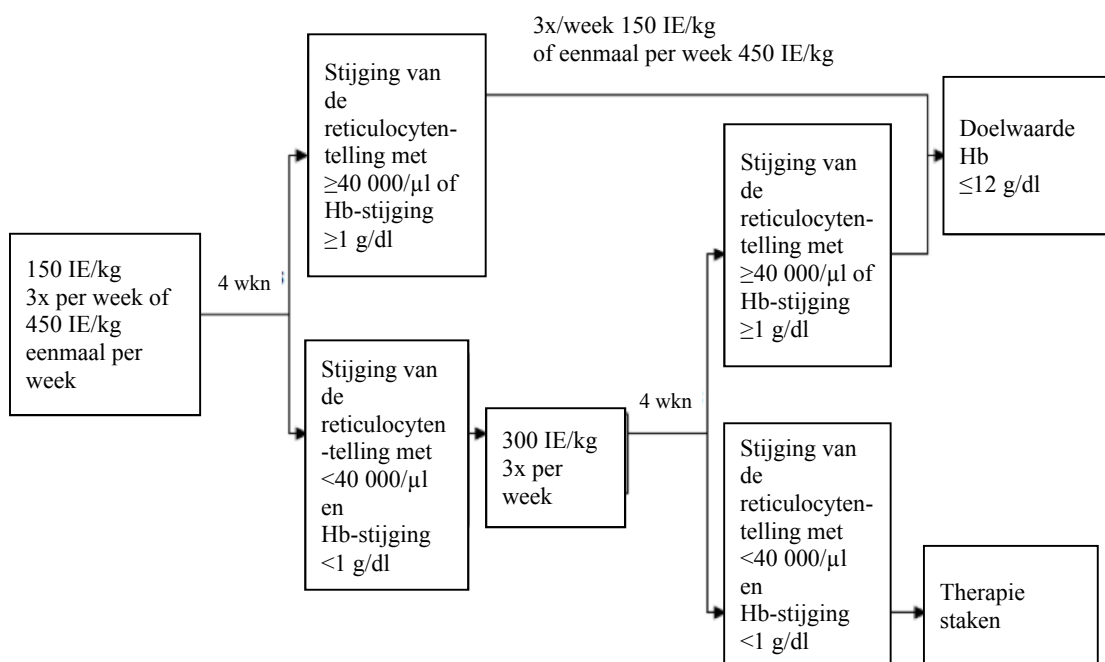 150 IE/kg
3x per week of
450 IE/kg
eenmaal per
week
4 wkn
Stijging van
de
reticulocyten-
telling met
≥40 000/µl of
Hb-stijging
≥1 g/dl
3x/week 150 IE/kg
of eenmaal per week 450 IE/kg
Stijging van
de
reticulocyten
-telling met
<40 000/µl
en
Hb-stijging
<1 g/dl
300 IE/kg
3x per
week
4 wkn
Stijging van
de
reticulocyten-
telling met
≥40 000/µl of
Hb-stijging
≥1 g/dl
Doelwaarde
Hb
≤12 g/dl
Stijging van
de
reticulocyten-
telling met
<40 000/µl
en
Hb-stijging
<1 g/dl
Therapie
staken